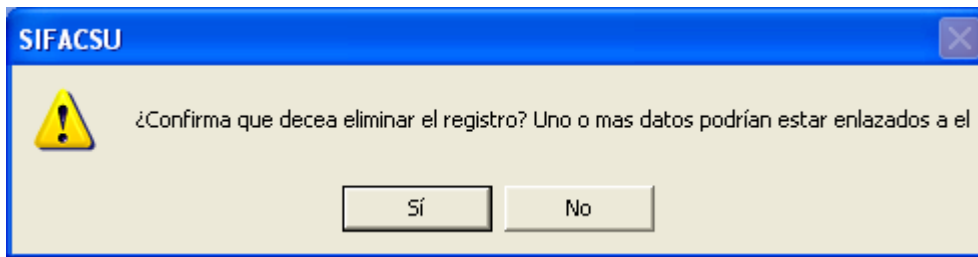 SIFACSU
¿Confirma que decea eliminar el registro? Uno o mas datos podrían estar enlazados a el
Sí
No